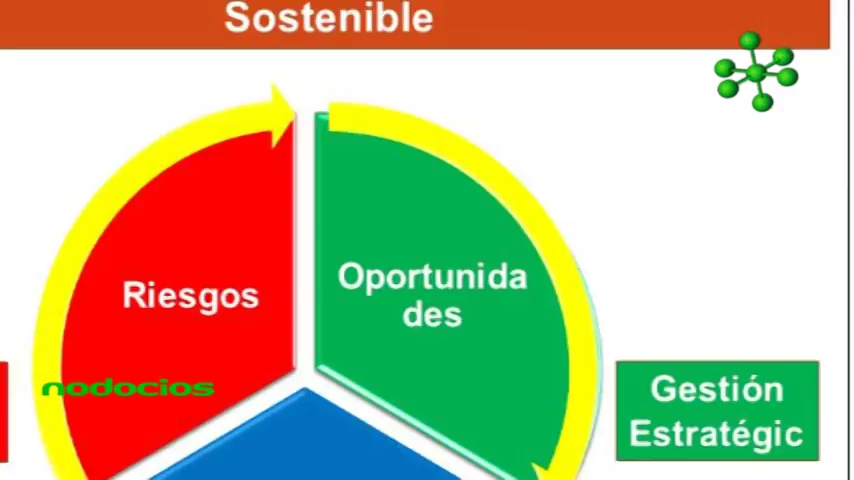 Sostenible
Riesgos
Oportunida
des
nodocios
Gestión
Estratégic